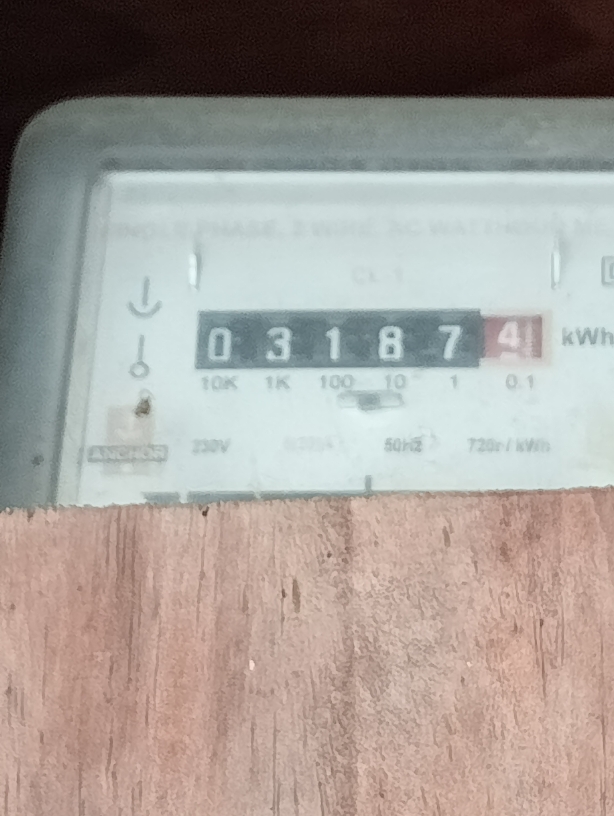 SINGLE PHASE, 2 WIRE, AC WATTHOUR
CL-1
0 3 1 8 7 4 kWh
10K 1K 100 10 1 0.1
ANCHOR 230V 50Hz 720r/kWh